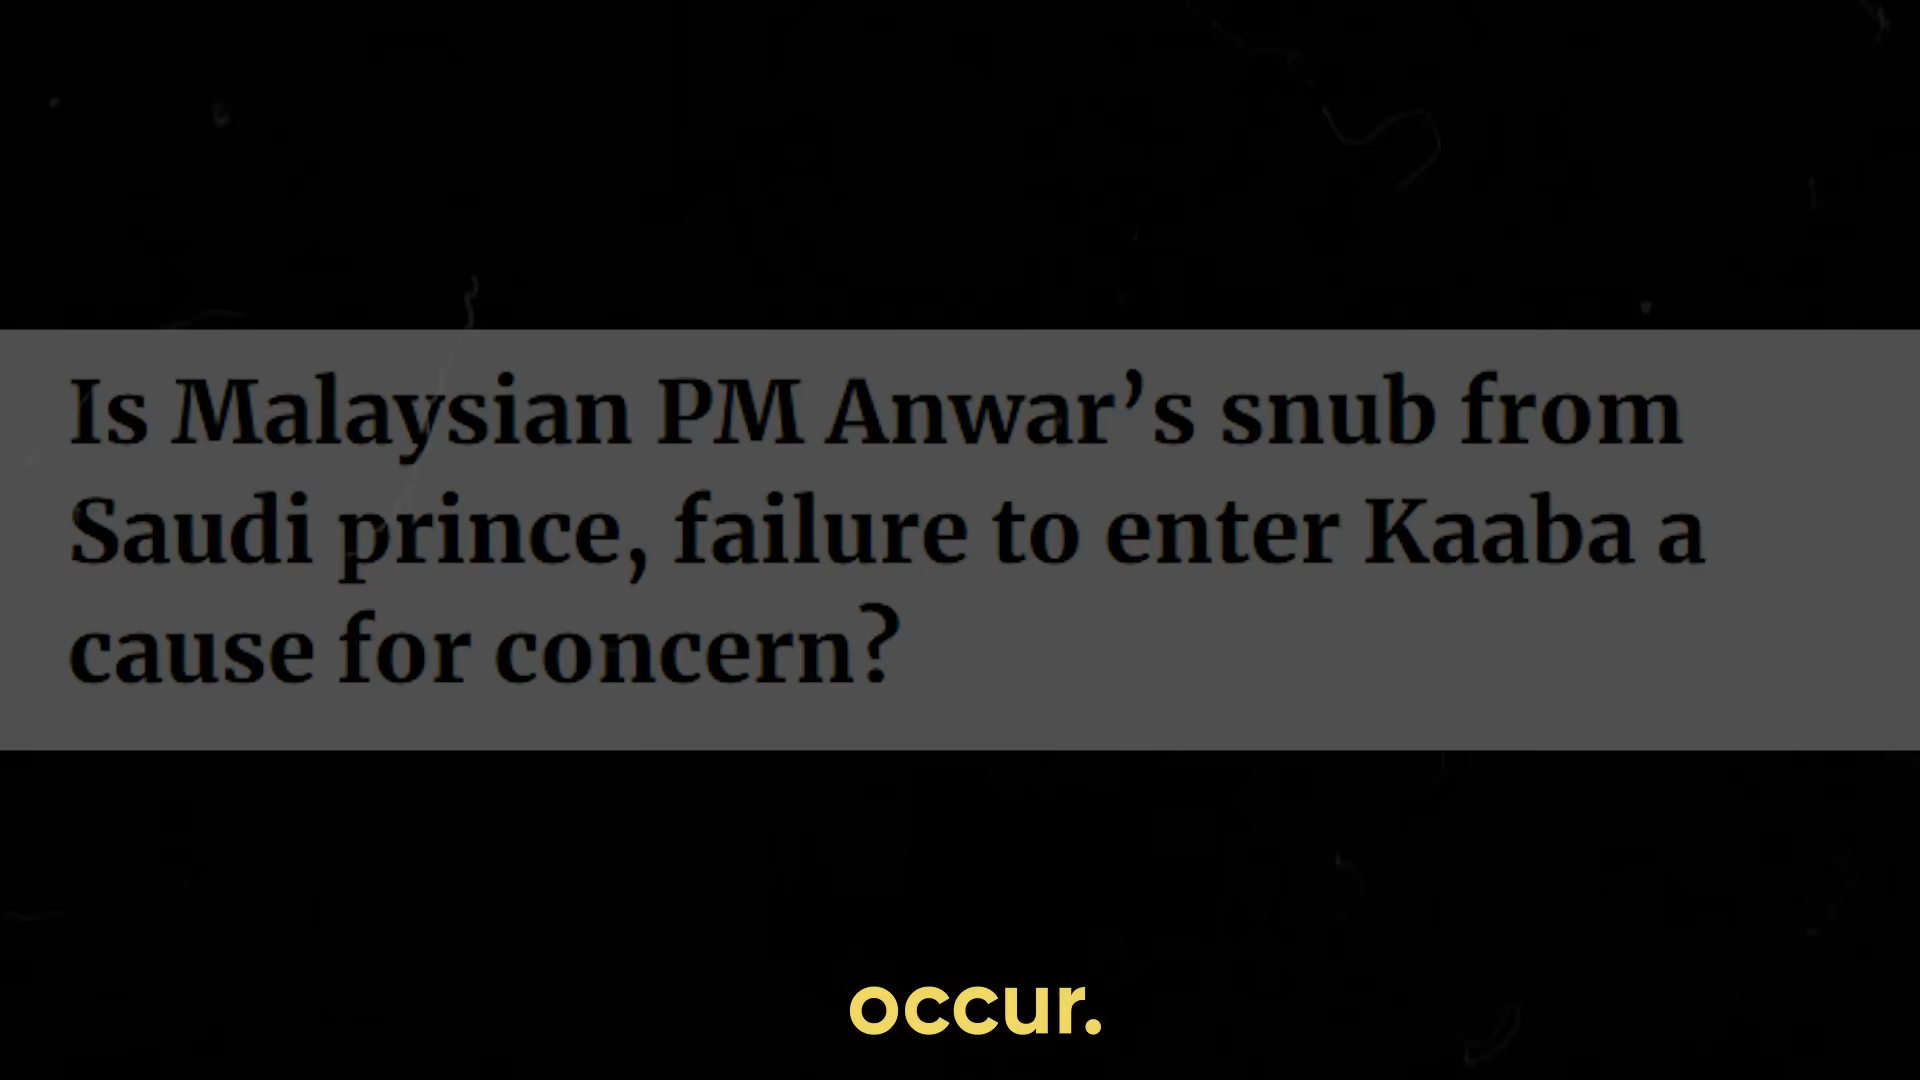 Is Malaysian PM Anwar’s snub from
Saudi prince, failure to enter Kaaba a
cause for concern?
occur.